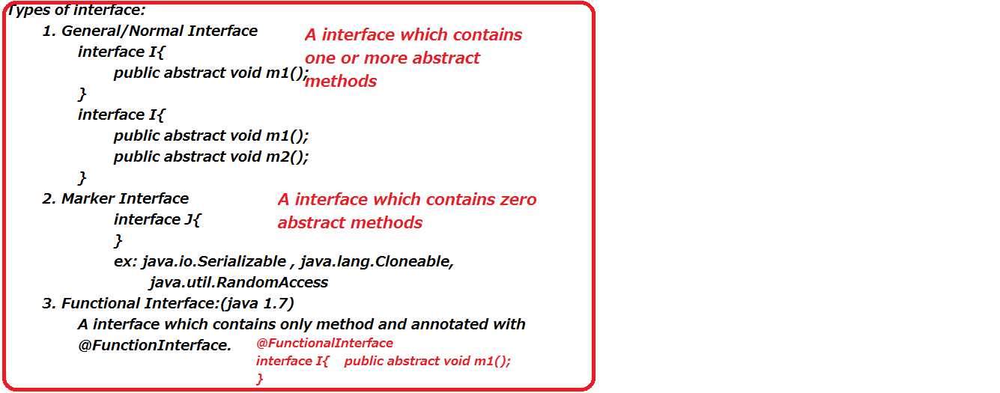 Types of interface:
1. General/Normal Interface
A interface which contains
one or more abstract
methods
interface I{
public abstract void m1();
}
interface I{
public abstract void m1();
public abstract void m2();
}
2. Marker Interface
A interface which contains zero
abstract methods
interface J{
}
ex: java.io.Serializable , java.lang.Cloneable,
java.util.RandomAccess
3. Functional Interface:(java 1.7)
A interface which contains only method and annotated with
@FunctionInterface.
@FunctionalInterface
interface I{ public abstract void m1();
}